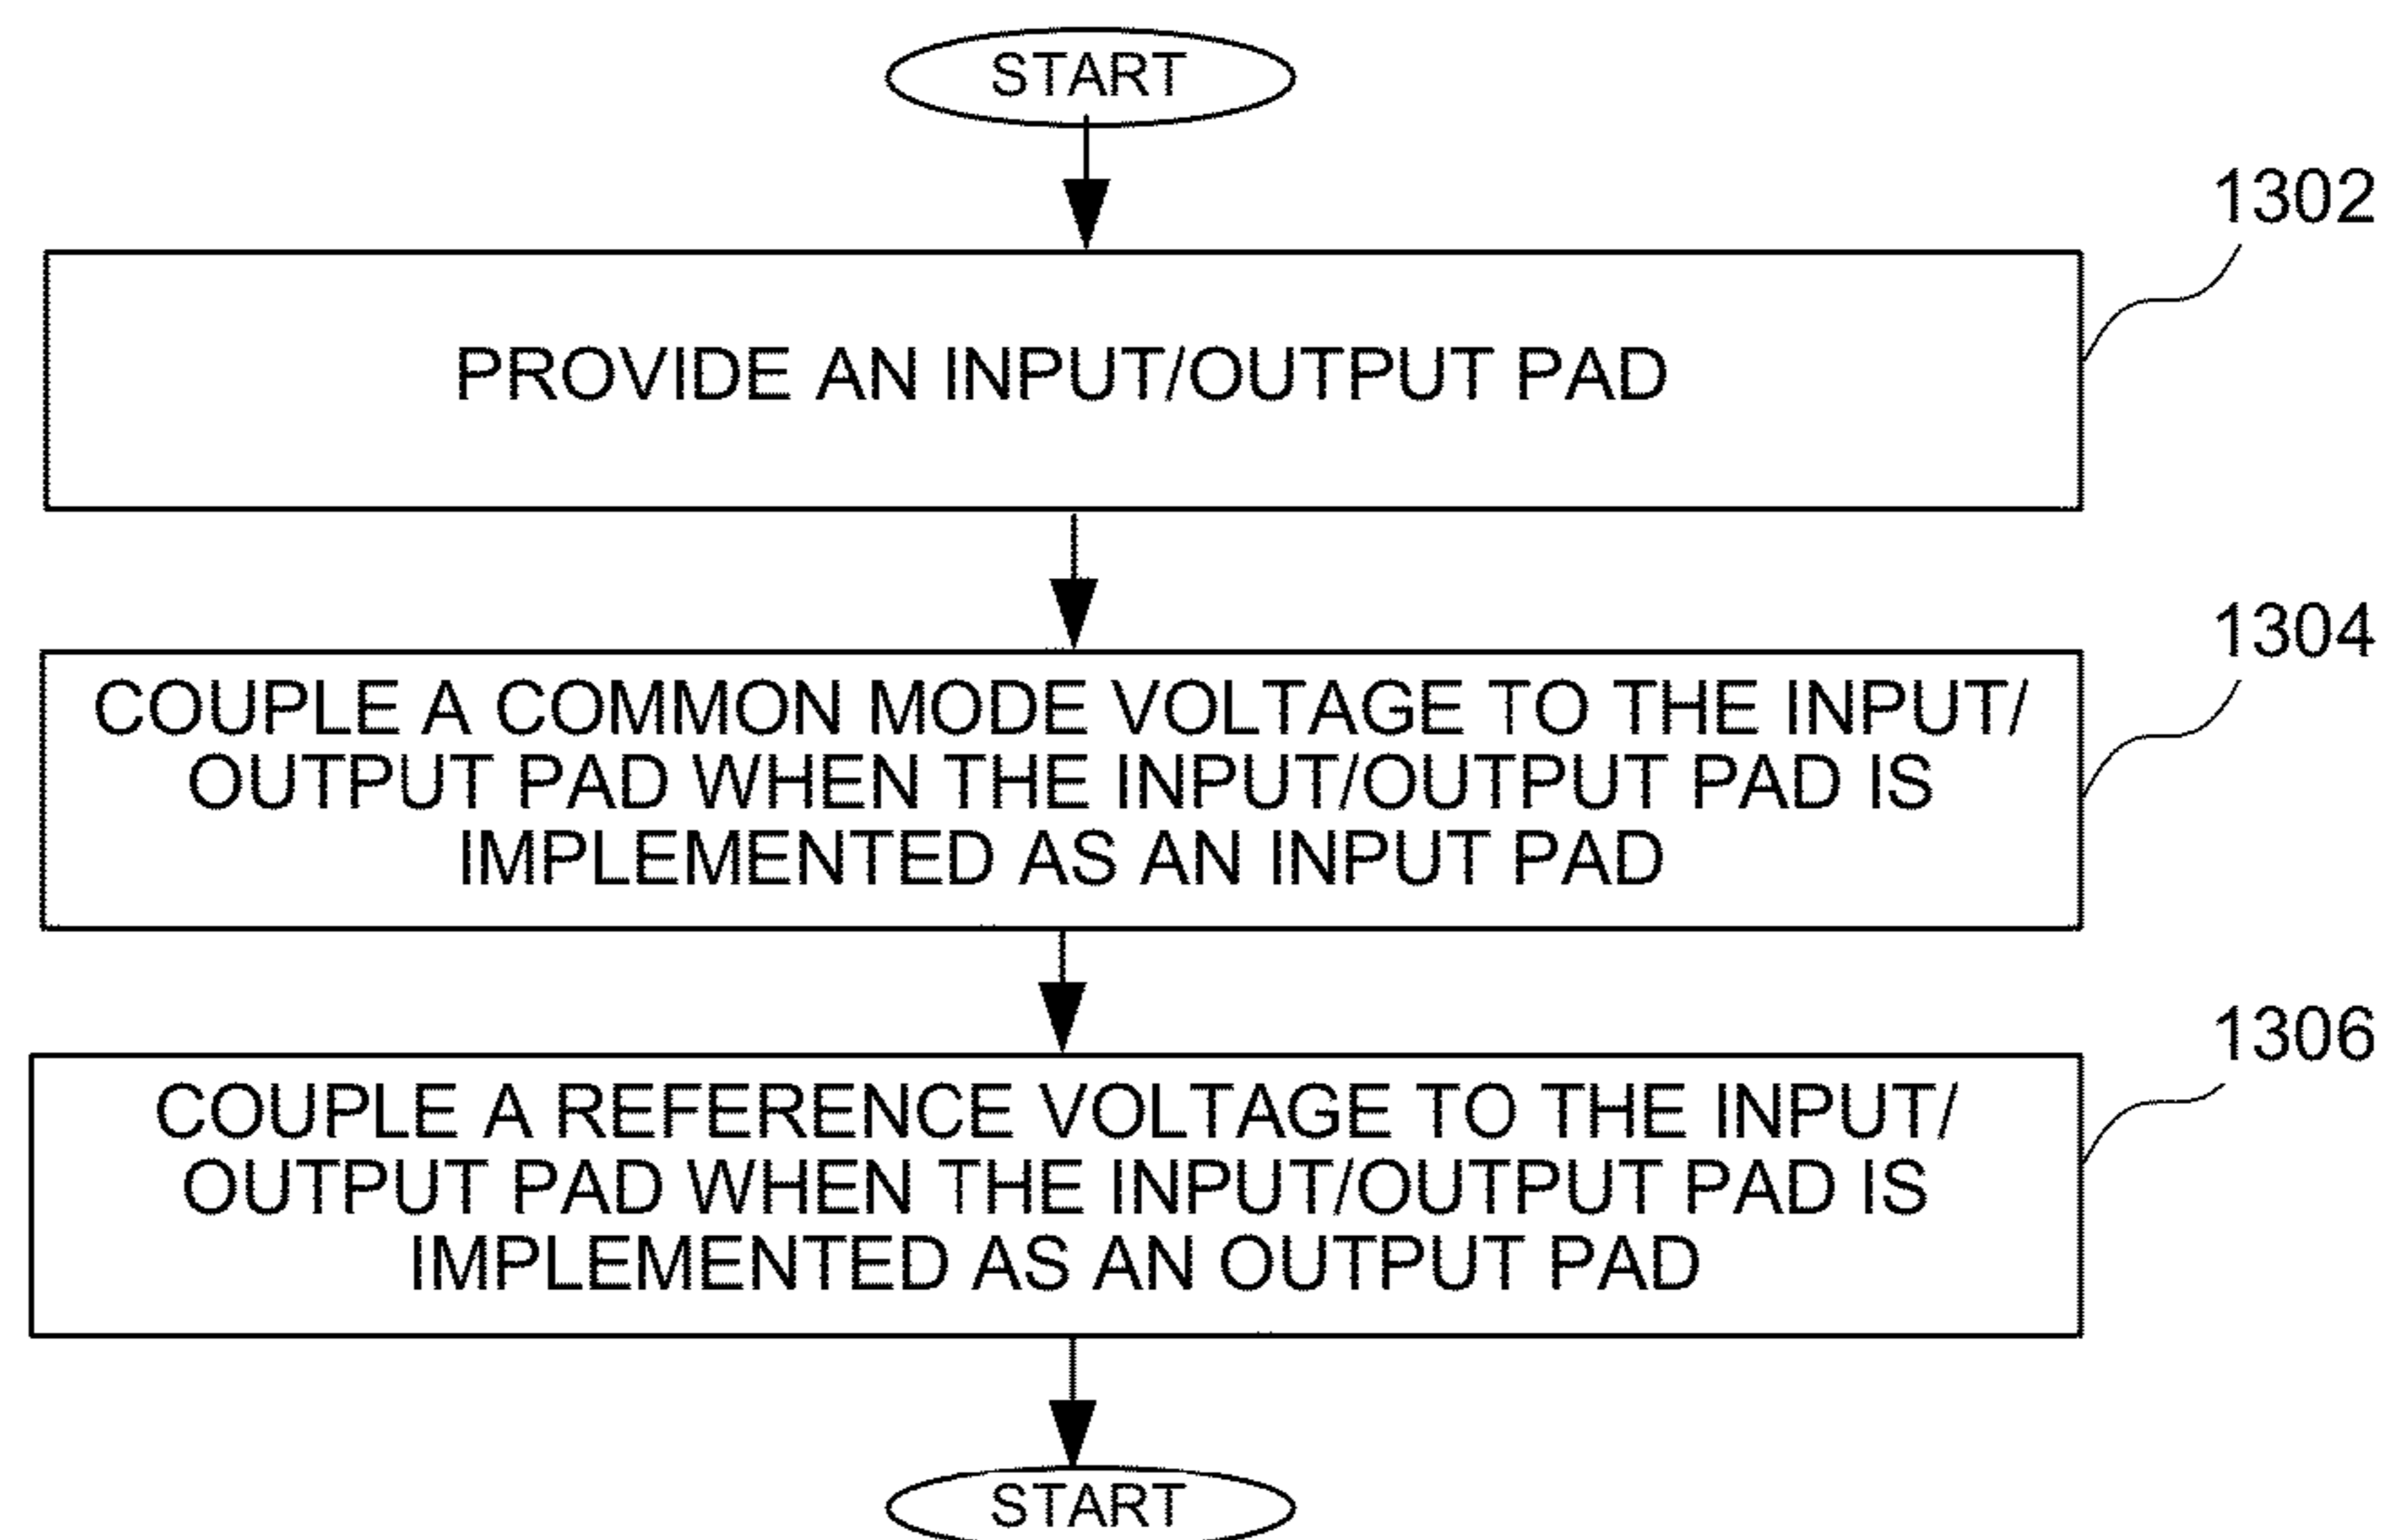 START
1302
PROVIDE AN INPUT/OUTPUT PAD
1304
COUPLE A COMMON MODE VOLTAGE TO THE INPUT/
OUTPUT PAD WHEN THE INPUT/OUTPUT PAD IS
IMPLEMENTED AS AN INPUT PAD
1306
COUPLE A REFERENCE VOLTAGE TO THE INPUT/
OUTPUT PAD WHEN THE INPUT/OUTPUT PAD IS
IMPLEMENTED AS AN OUTPUT PAD
START